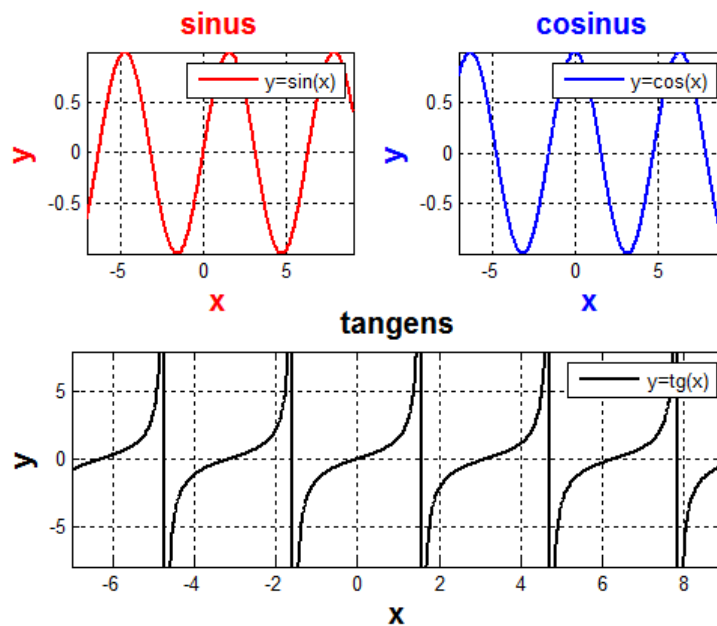 sinus
y=sin(x)
0.5
0
-0.5
y
-5 0 5
x
cosinus
y=cos(x)
0.5
0
-0.5
y
-5 0 5
x
tangens
y=tg(x)
5
0
-5
y
-6 -4 -2 0 2 4 6 8
x